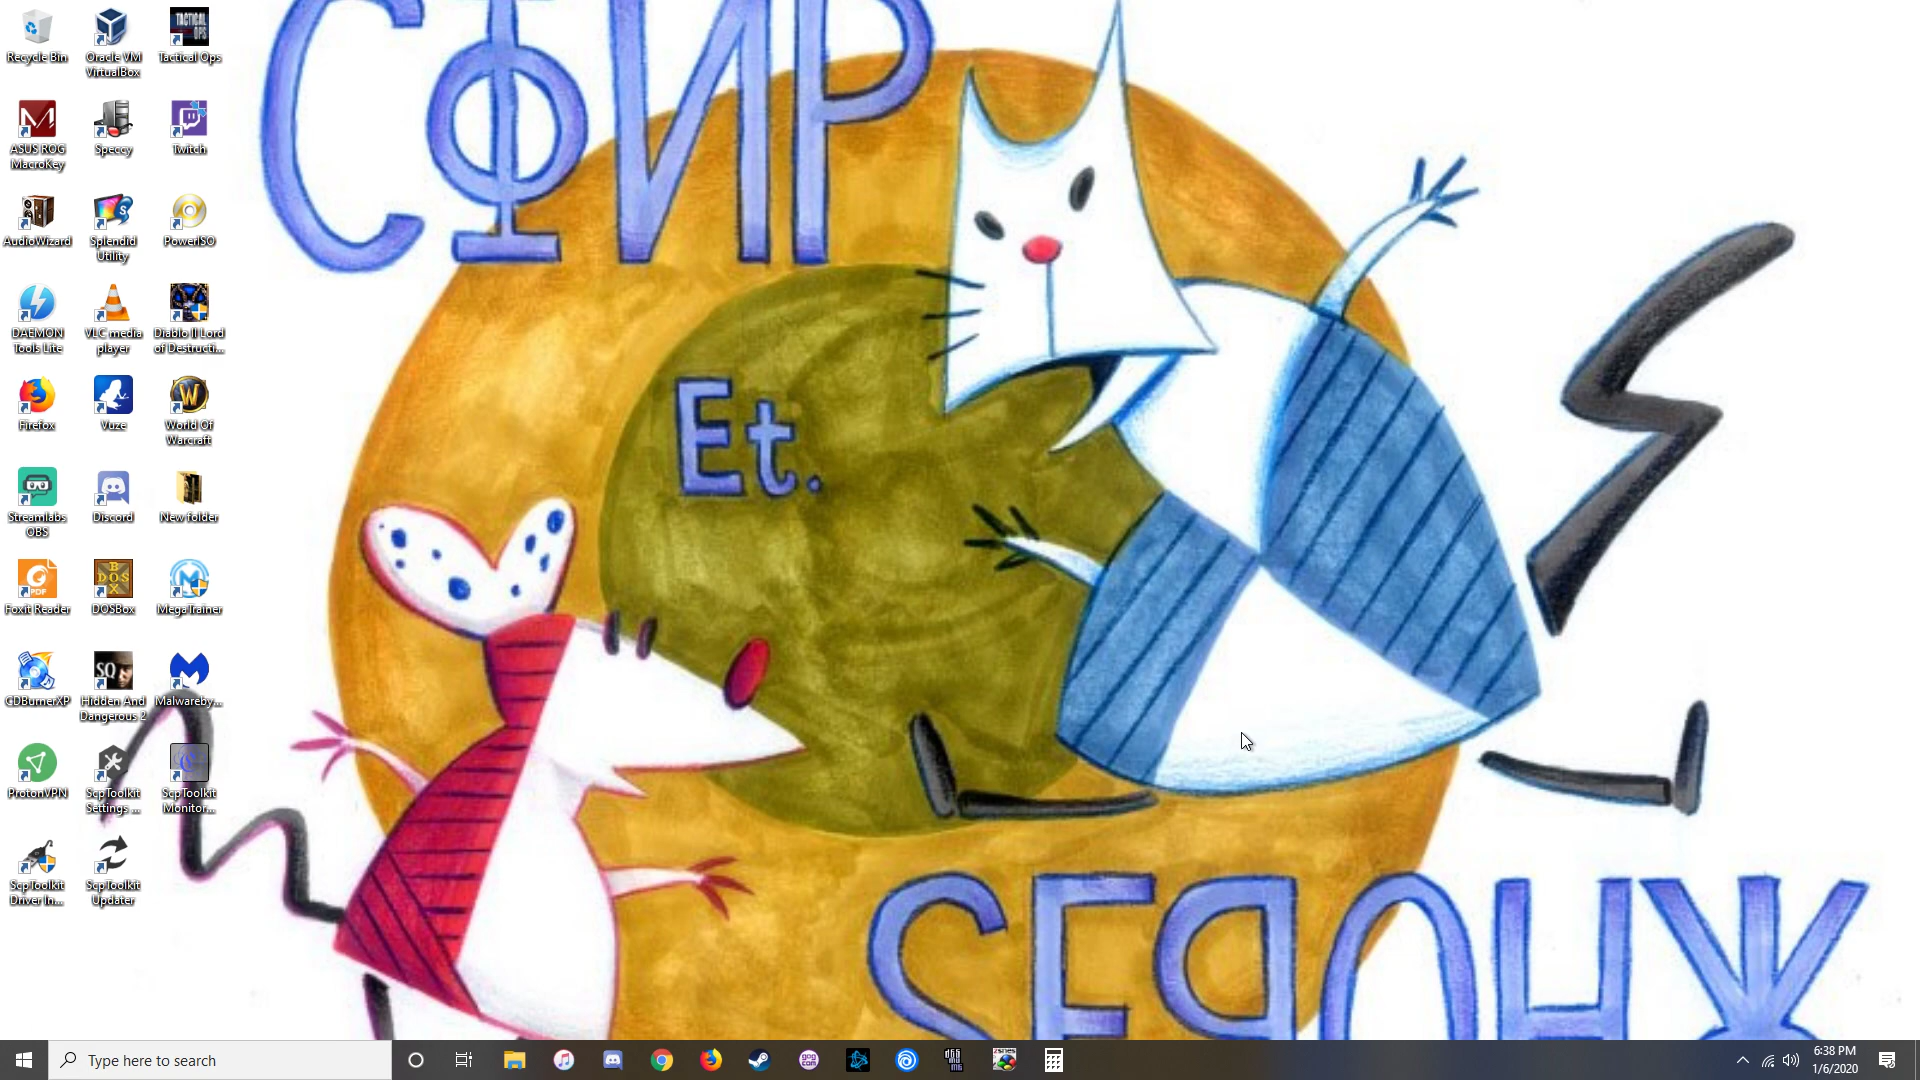 Recycle Bin
Oracle VM
VirtualBox
Tactical Ops
ASUS ROG
MacroKey
Speccy
Twitch
AudioWizard
Splendid
Utility
PowerISO
DAEMON
Tools Lite
VLC media
player
Diablo II Lord
of Destructi...
Firefox
Vuze
World Of
Warcraft
Streamlabs
OBS
Discord
New folder
Foxit Reader
DOSBox
MegaTrainer
CDBurnerXP
Hidden And
Dangerous 2
Malwareby...
ProtonVPN
ScpToolkit
Settings ...
ScpToolkit
Monitor...
ScpToolkit
Driver In...
ScpToolkit
Updater
СФИР
Et.
SEЯOHЖ
Type here to search
6:38 PM
1/6/2020